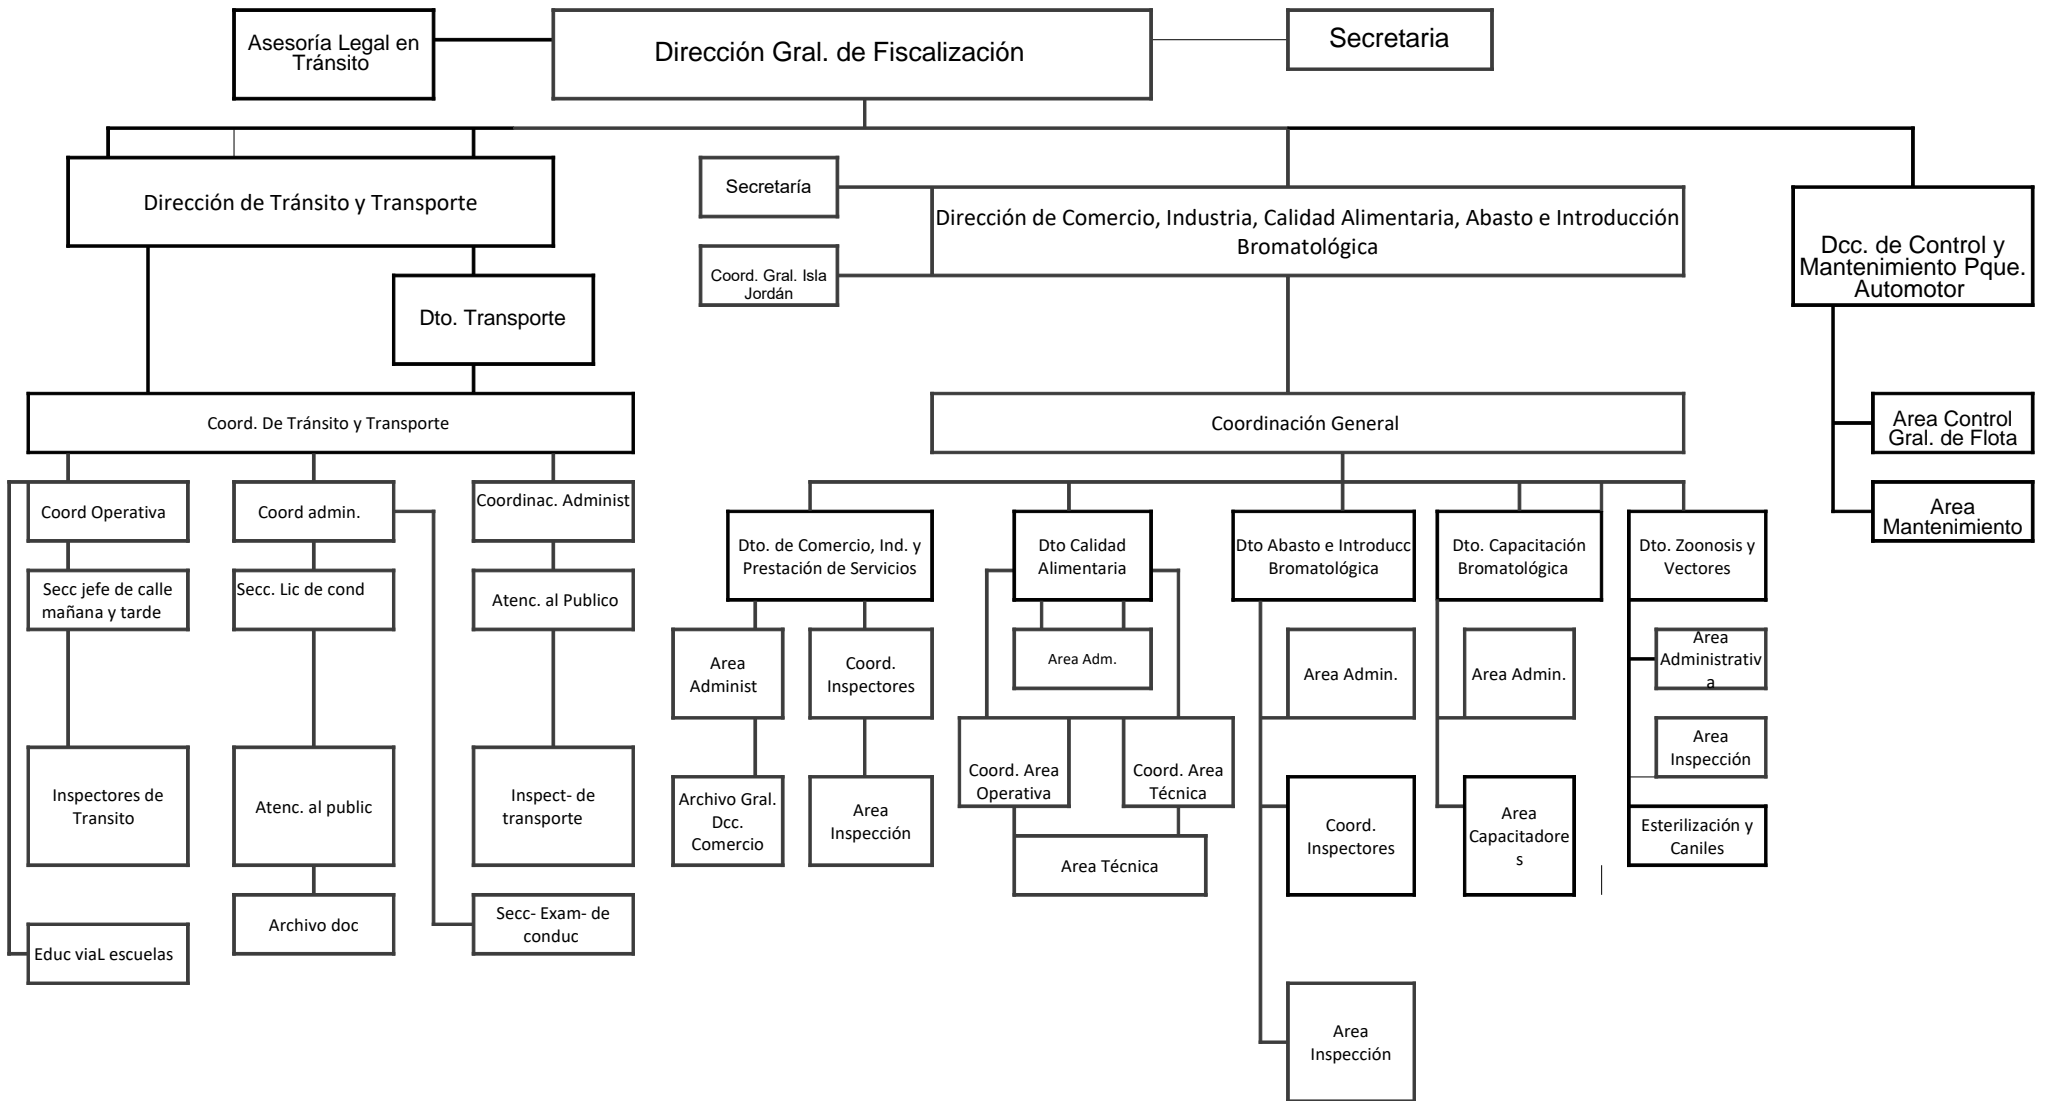 Asesoría Legal en
Tránsito
Dirección Gral. de Fiscalización
Secretaria
Dirección de Tránsito y Transporte
Secretaría
Dirección de Comercio, Industria, Calidad Alimentaria, Abasto e Introducción
Bromatológica
Coord. Gral. Isla
Jordán
Dcc. de Control y
Mantenimiento Pque.
Automotor
Dto. Transporte
Coord. De Tránsito y Transporte
Coordinación General
Area Control
Gral. de Flota
Area
Mantenimiento
Coord Operativa
Coord admin.
Coordinac. Administ
Dto. de Comercio, Ind. y
Prestación de Servicios
Dto Calidad
Alimentaria
Dto Abasto e Introducc
Bromatológica
Dto. Capacitación
Bromatológica
Dto. Zoonosis y
Vectores
Secc jefe de calle
mañana y tarde
Secc. Lic de cond
Atenc. al Publico
Area
Administ
Coord.
Inspectores
Area Adm.
Area Admin.
Area Admin.
Area
Administrativ
a
Area
Inspección
Inspectores de
Transito
Atenc. al public
Inspect- de
transporte
Archivo Gral.
Dcc.
Comercio
Area
Inspección
Coord. Area
Operativa
Coord. Area
Técnica
Area Técnica
Coord.
Inspectores
Area
Capacitadore
s
Esterilización y
Caniles
Educ viaL escuelas
Archivo doc
Secc- Exam- de
conduc
Area
Inspección